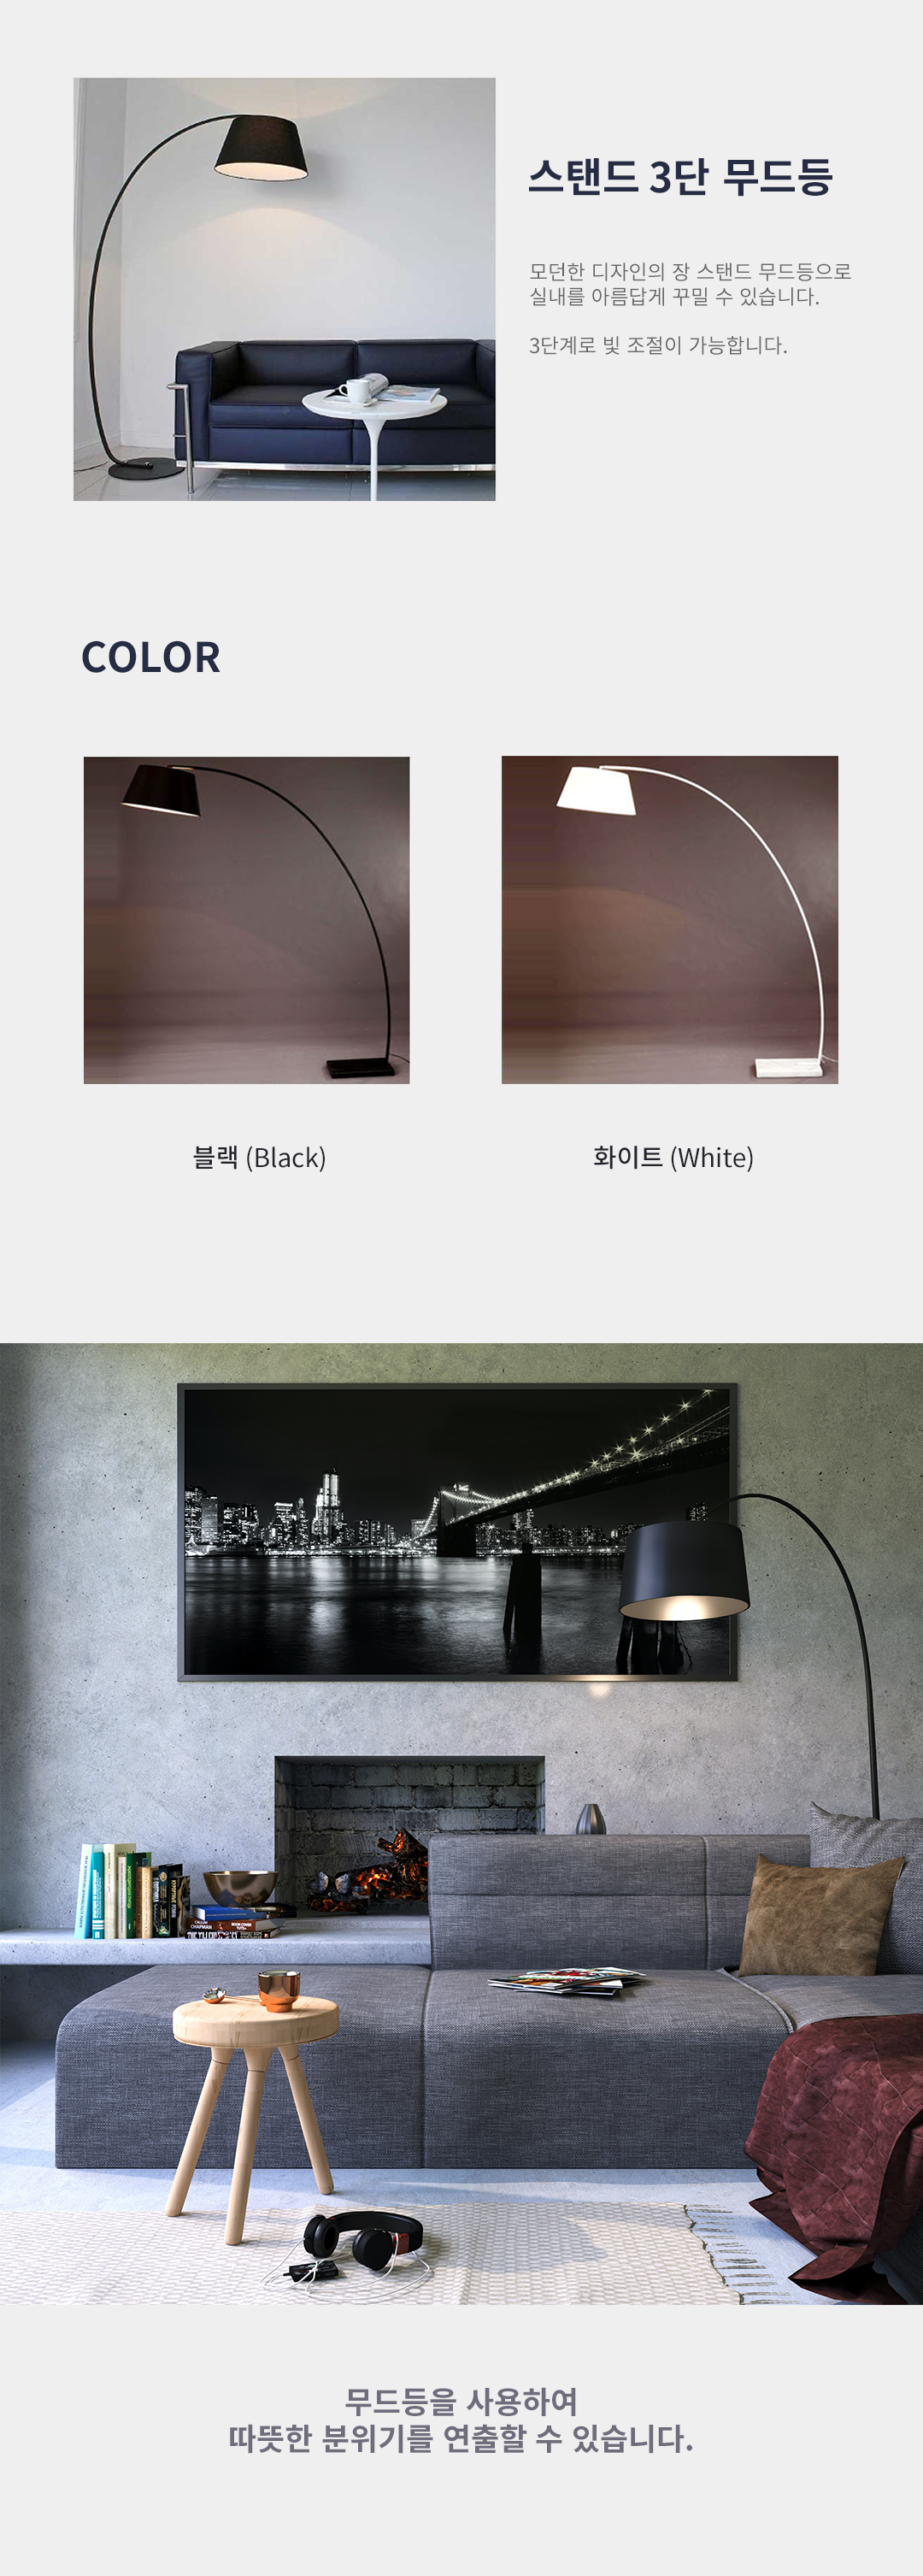 스탠드 3단 무드등
모던한 디자인의 장 스탠드 무드등으로
실내를 아름답게 꾸밀 수 있습니다.
3단계로 빛 조절이 가능합니다.
COLOR
블랙 (Black)
화이트 (White)
CALLUM
CHAPMAN
BOOK COVER
무드등을 사용하여
따뜻한 분위기를 연출할 수 있습니다.